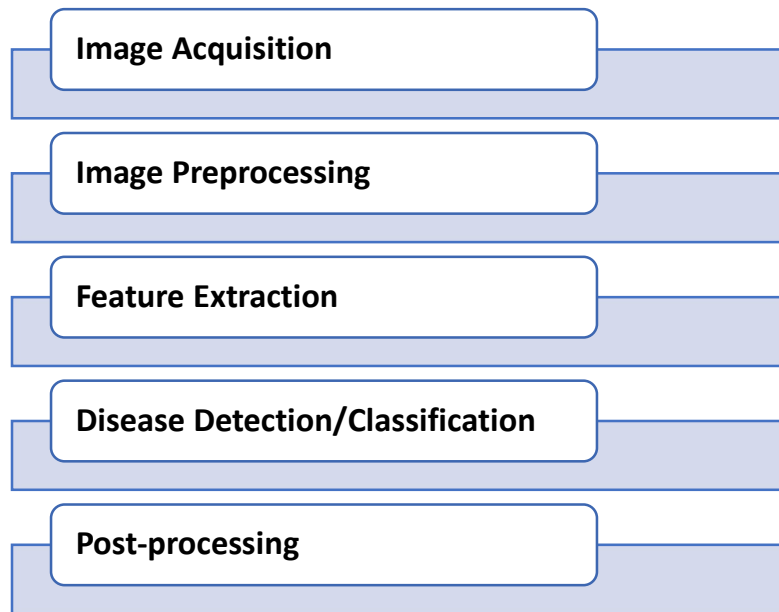 Image Acquisition
Image Preprocessing
Feature Extraction
Disease Detection/Classification
Post-processing